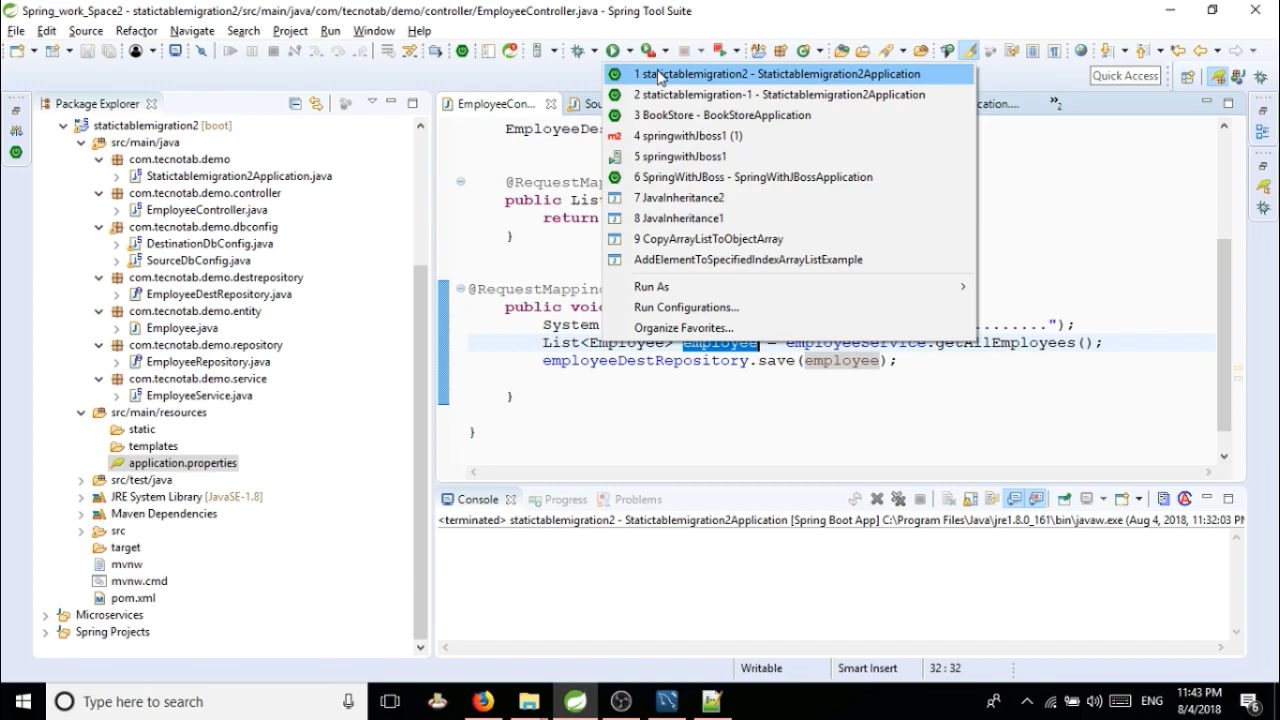 Spring_work_Space2 - statictablemigration2/src/main/java/com/tecnotab/demo/controller/EmployeeController.java - Spring Tool Suite
File Edit Source Refactor Navigate Search Project Run Window Help
Quick Access
1 statictablemigration2 - Statictablemigration2Application
2 statictablemigration-1 - Statictablemigration2Application
3 BookStore - BookStoreApplication
m2 4 springwithJboss1 (1)
5 springwithJboss1
6 SpringWithJBoss - SpringWithJBossApplication
7 JavaInheritance2
8 JavaInheritance1
9 CopyArrayListToObjectArray
AddElementToSpecifiedIndexArrayListExample
Run As
Run Configurations...
Organize Favorites...
Package Explorer
statictablemigration2 [boot]
src/main/java
com.tecnotab.demo
Statictablemigration2Application.java
com.tecnotab.demo.controller
EmployeeController.java
com.tecnotab.demo.dbconfig
DestinationDbConfig.java
SourceDbConfig.java
com.tecnotab.demo.destrepository
EmployeeDestRepository.java
com.tecnotab.demo.entity
Employee.java
com.tecnotab.demo.repository
EmployeeRepository.java
com.tecnotab.demo.service
EmployeeService.java
src/main/resources
static
templates
application.properties
src/test/java
JRE System Library [JavaSE-1.8]
Maven Dependencies
src
target
mvnw
mvnw.cmd
pom.xml
Microservices
Spring Projects
EmployeeCon... Sou cation.... »2
EmployeeDes
@RequestMap
public Lis
return
}
@RequestMapping
public void
System ........");
List<Employee> employee = employeeService.getAllEmployees();
employeeDestRepository.save(employee);
}
}
Console Progress Problems
<terminated> statictablemigration2 - Statictablemigration2Application [Spring Boot App] C:\Program Files\Java\jre1.8.0_161\bin\javaw.exe (Aug 4, 2018, 11:32:03 PM
Writable Smart Insert 32 : 32
Type here to search
ENG
11:43 PM
8/4/2018
6